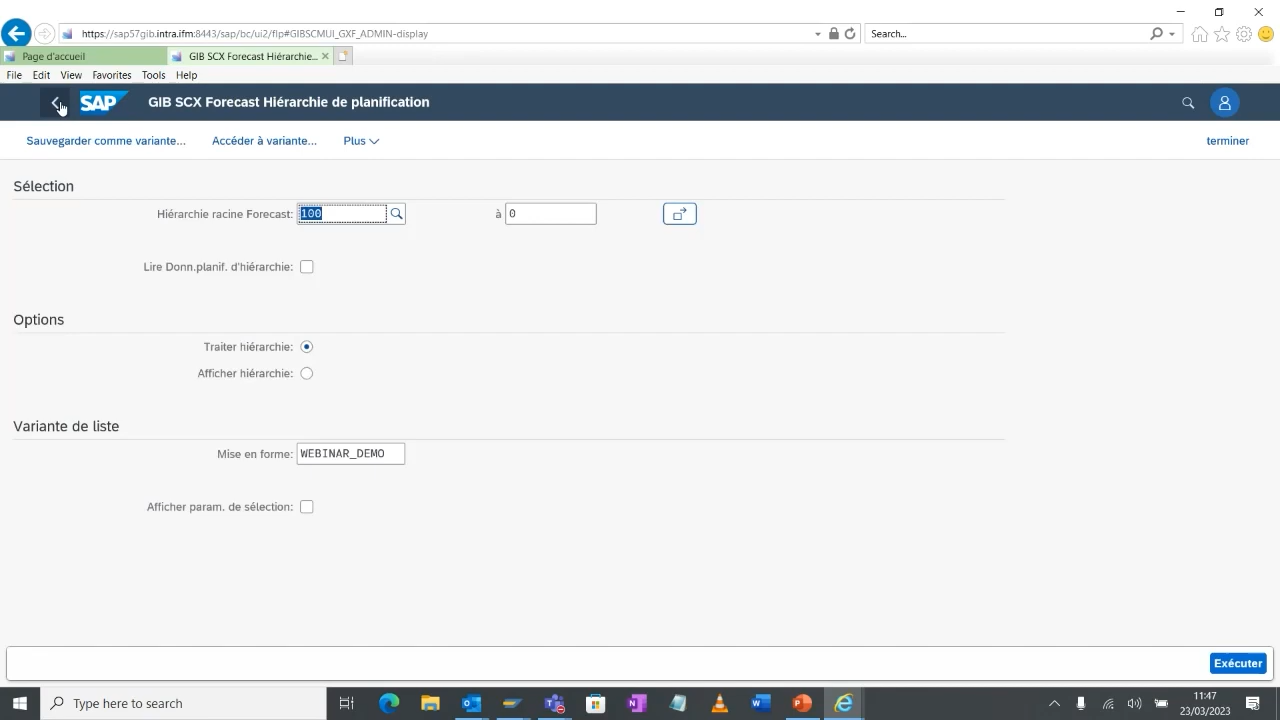 https://sap57gib.intra.ifm:8443/sap/bc/ui2/flp#GIBSCMUI_GXF_ADMIN-display
Search...
Page d'accueil
GIB SCX Forecast Hiérarchie...
File Edit View Favorites Tools Help
SAP GIB SCX Forecast Hiérarchie de planification
Sauvegarder comme variante... Accéder à variante... Plus terminer
Sélection
Hiérarchie racine Forecast: 100 à 0
Lire Donn.planif. d'hiérarchie:
Options
Traiter hiérarchie:
Afficher hiérarchie:
Variante de liste
Mise en forme: WEBINAR_DEMO
Afficher param. de sélection:
Exécuter
Type here to search
11:47
23/03/2023